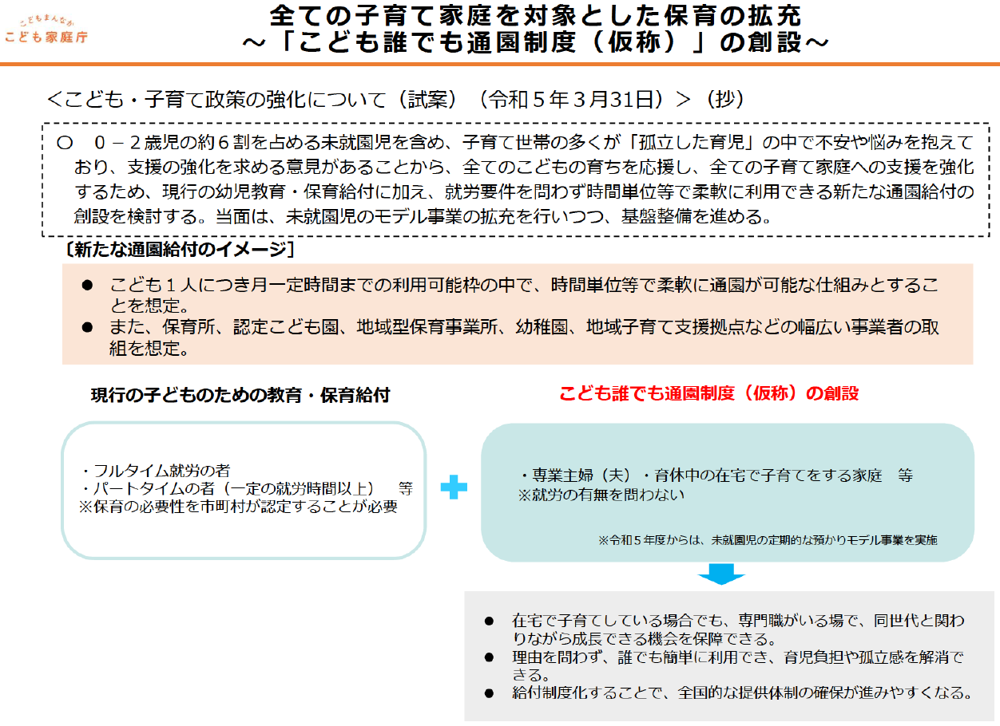 こどもまんなか
こども家庭庁
全ての子育て家庭を対象とした保育の拡充
～「こども誰でも通園制度（仮称）」の創設～
＜こども・子育て政策の強化について（試案）（令和５年３月31日）＞（抄）
〇　０－２歳児の約６割を占める未就園児を含め、子育て世帯の多くが「孤立した育児」の中で不安や悩みを抱えて
おり、支援の強化を求める意見があることから、全てのこどもの育ちを応援し、全ての子育て家庭への支援を強化
するため、現行の幼児教育・保育給付に加え、就労要件を問わず時間単位等で柔軟に利用できる新たな通園給付の
創設を検討する。当面は、未就園児のモデル事業の拡充を行いつつ、基盤整備を進める。
〔新たな通園給付のイメージ］
● こども１人につき月一定時間までの利用可能枠の中で、時間単位等で柔軟に通園が可能な仕組みとするこ
とを想定。
● また、保育所、認定こども園、地域型保育事業所、幼稚園、地域子育て支援拠点などの幅広い事業者の取
組を想定。
現行の子どものための教育・保育給付
・フルタイム就労の者
・パートタイムの者（一定の就労時間以上）　等
※保育の必要性を市町村が認定することが必要
こども誰でも通園制度（仮称）の創設
・専業主婦（夫）・育休中の在宅で子育てをする家庭　等
※就労の有無を問わない
※令和５年度からは、未就園児の定期的な預かりモデル事業を実施
● 在宅で子育てしている場合でも、専門職がいる場で、同世代と関わ
りながら成長できる機会を保障できる。
● 理由を問わず、誰でも簡単に利用でき、育児負担や孤立感を解消で
きる。
● 給付制度化することで、全国的な提供体制の確保が進みやすくなる。